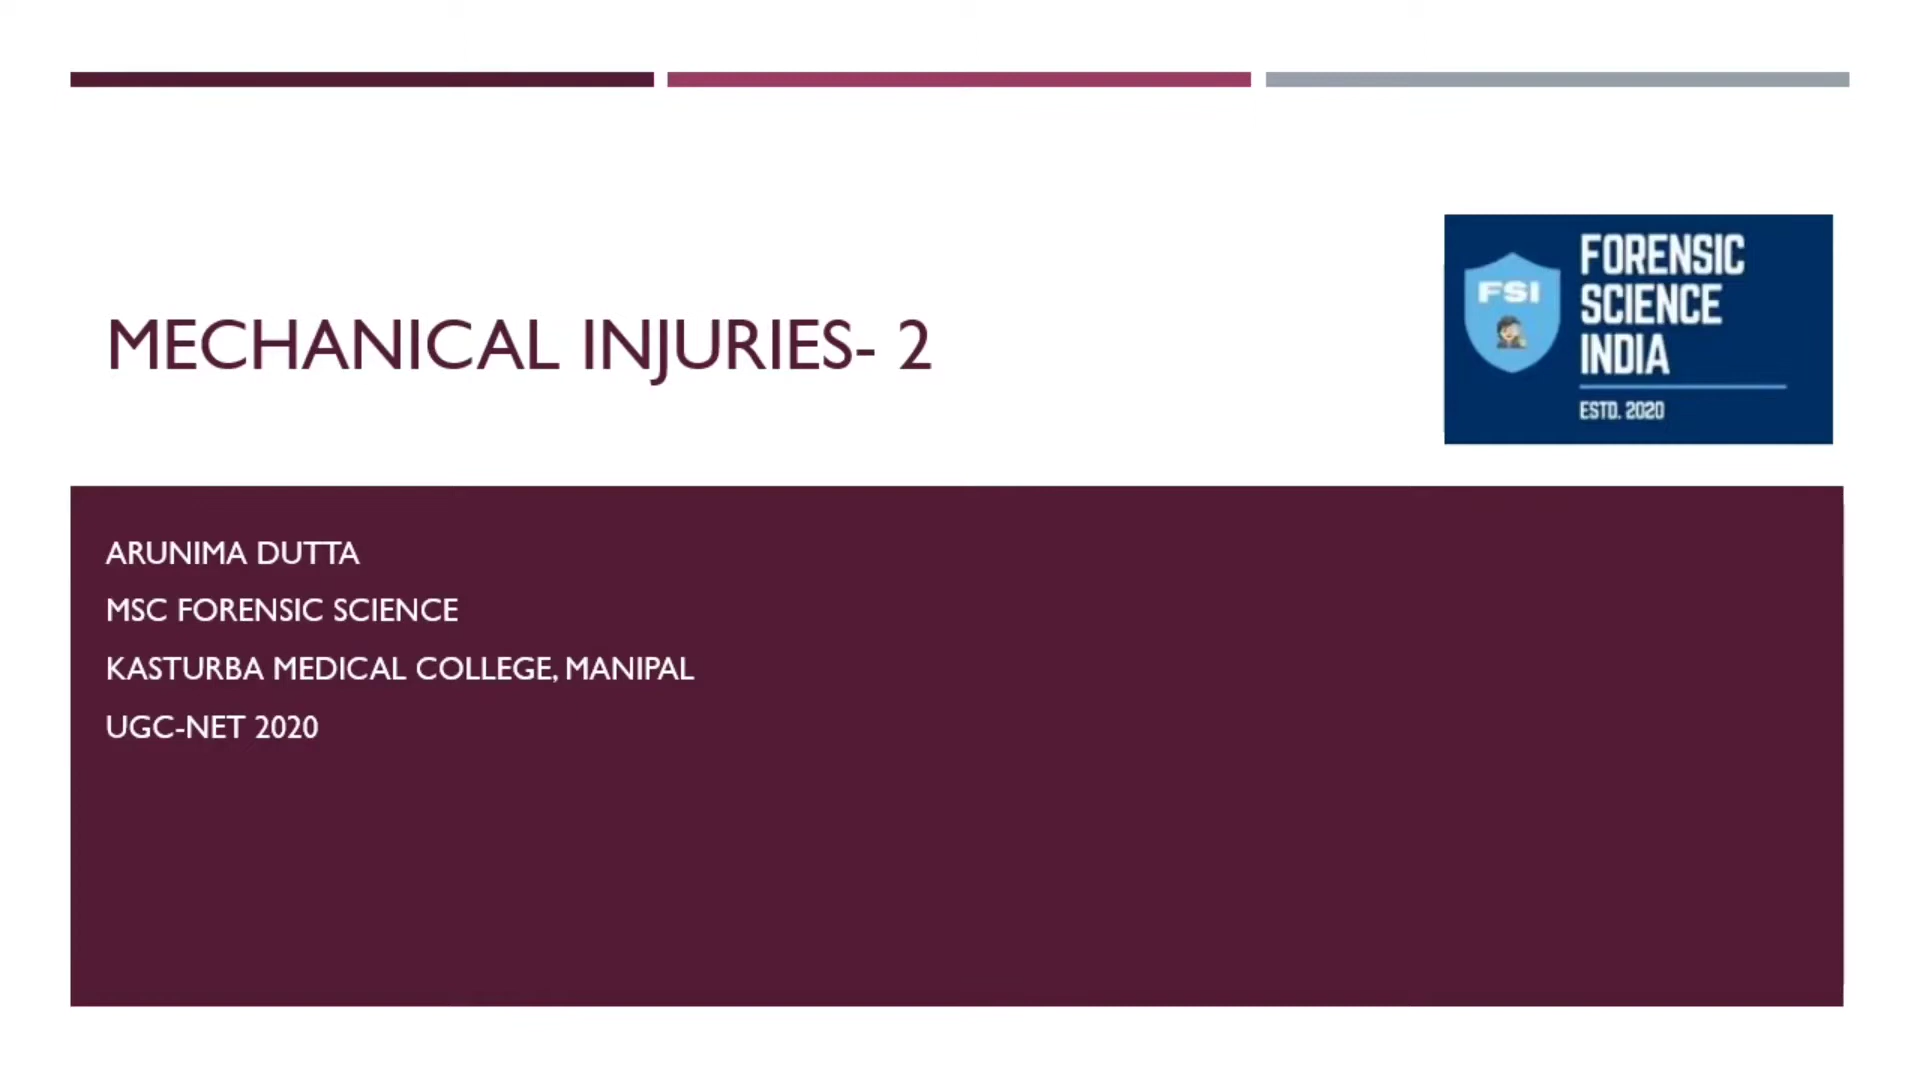 MECHANICAL INJURIES- 2
FSI
FORENSIC
SCIENCE
INDIA
ESTD. 2020
ARUNIMA DUTTA
MSC FORENSIC SCIENCE
KASTURBA MEDICAL COLLEGE, MANIPAL
UGC-NET 2020